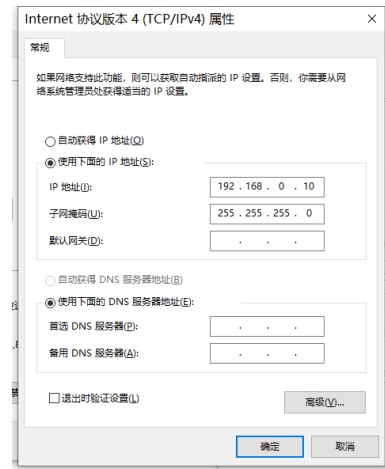 Internet 协议版本 4 (TCP/IPv4) 属性
常规
如果网络支持此功能，则可以获取自动指派的 IP 设置。否则，你需要从网
络系统管理员处获得适当的 IP 设置。
自动获得 IP 地址(O)
使用下面的 IP 地址(S):
IP 地址(I): 192 . 168 . 0 . 10
子网掩码(U): 255 . 255 . 255 . 0
默认网关(D): . . .
自动获得 DNS 服务器地址(B)
使用下面的 DNS 服务器地址(E):
首选 DNS 服务器(P): . . .
备用 DNS 服务器(A): . . .
退出时验证设置(L)
高级(V)...
确定 取消